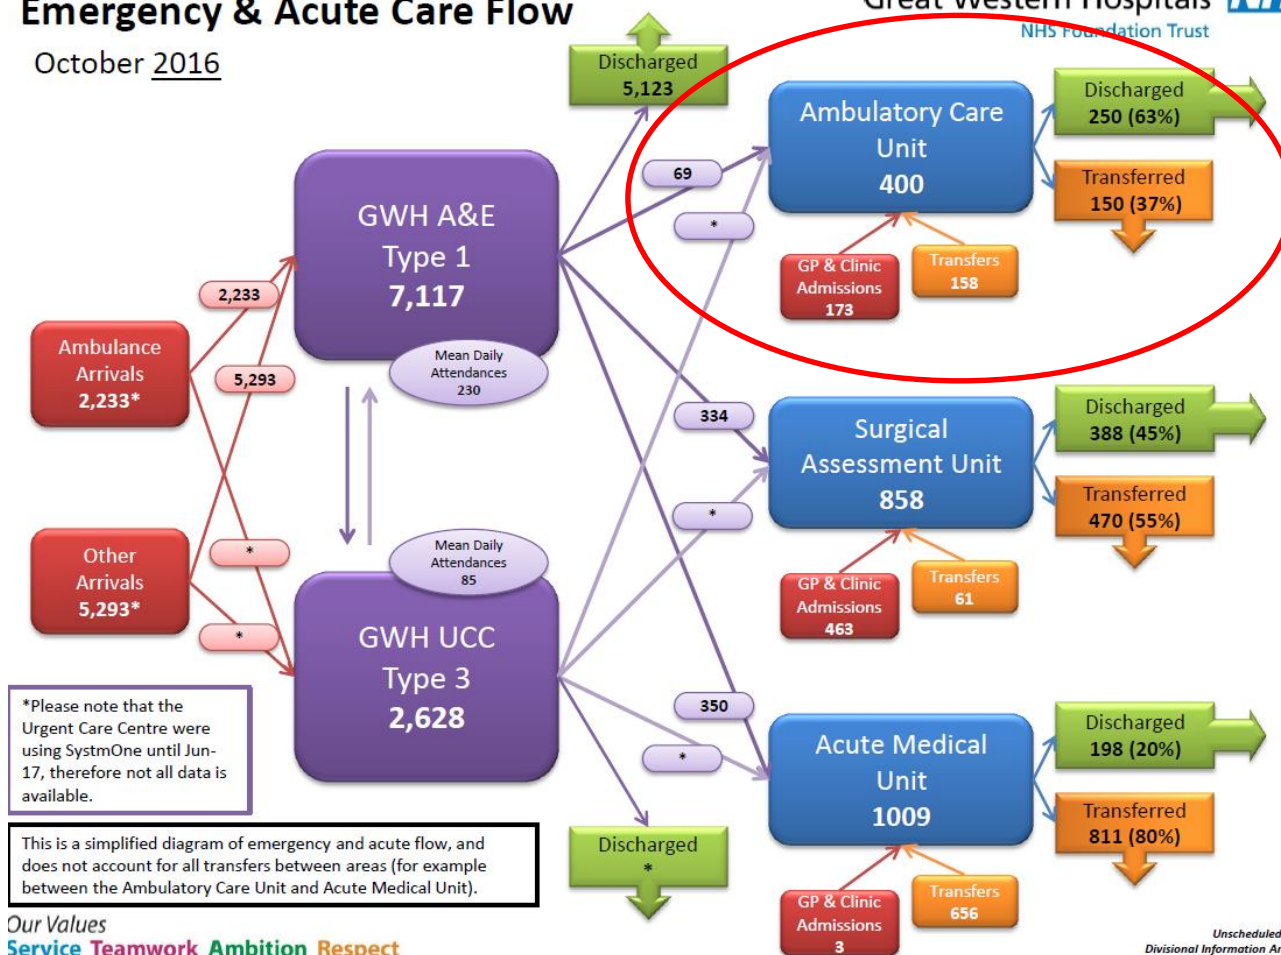 Emergency & Acute Care Flow
October 2016
Great Western Hospitals
NHS Foundation Trust
Discharged
5,123
Ambulatory Care
Unit
400
Discharged
250 (63%)
Transferred
150 (37%)
69
*
GP & Clinic
Admissions
173
Transfers
158
GWH A&E
Type 1
7,117
Mean Daily
Attendances
230
2,233
5,293
Ambulance
Arrivals
2,233*
Other
Arrivals
5,293*
*
*
334
*
Surgical
Assessment Unit
858
Discharged
388 (45%)
Transferred
470 (55%)
GP & Clinic
Admissions
463
Transfers
61
Mean Daily
Attendances
85
GWH UCC
Type 3
2,628
350
*
Acute Medical
Unit
1009
Discharged
198 (20%)
Transferred
811 (80%)
GP & Clinic
Admissions
3
Transfers
656
Discharged
*
*Please note that the
Urgent Care Centre were
using SystmOne until Jun-
17, therefore not all data is
available.
This is a simplified diagram of emergency and acute flow, and
does not account for all transfers between areas (for example
between the Ambulatory Care Unit and Acute Medical Unit).
Our Values
Service Teamwork Ambition Respect
Unscheduled
Divisional Information